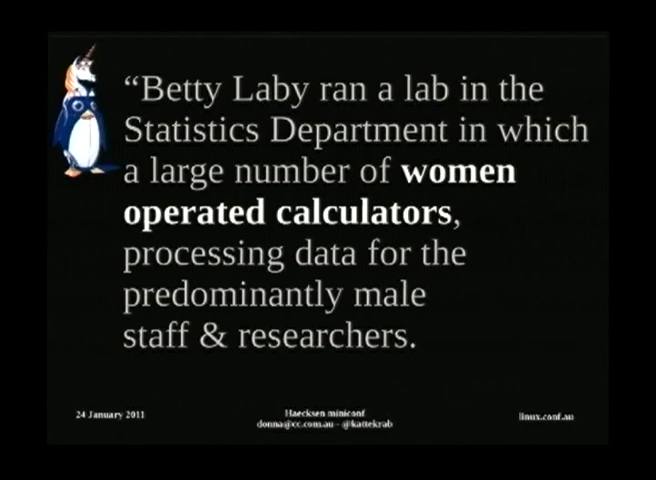 “Betty Laby ran a lab in the
Statistics Department in which
a large number of women
operated calculators,
processing data for the
predominantly male
staff & researchers.
24 January 2011
Haecksen miniconf
donna@cc.com.au - @kattekrab
linux.conf.au